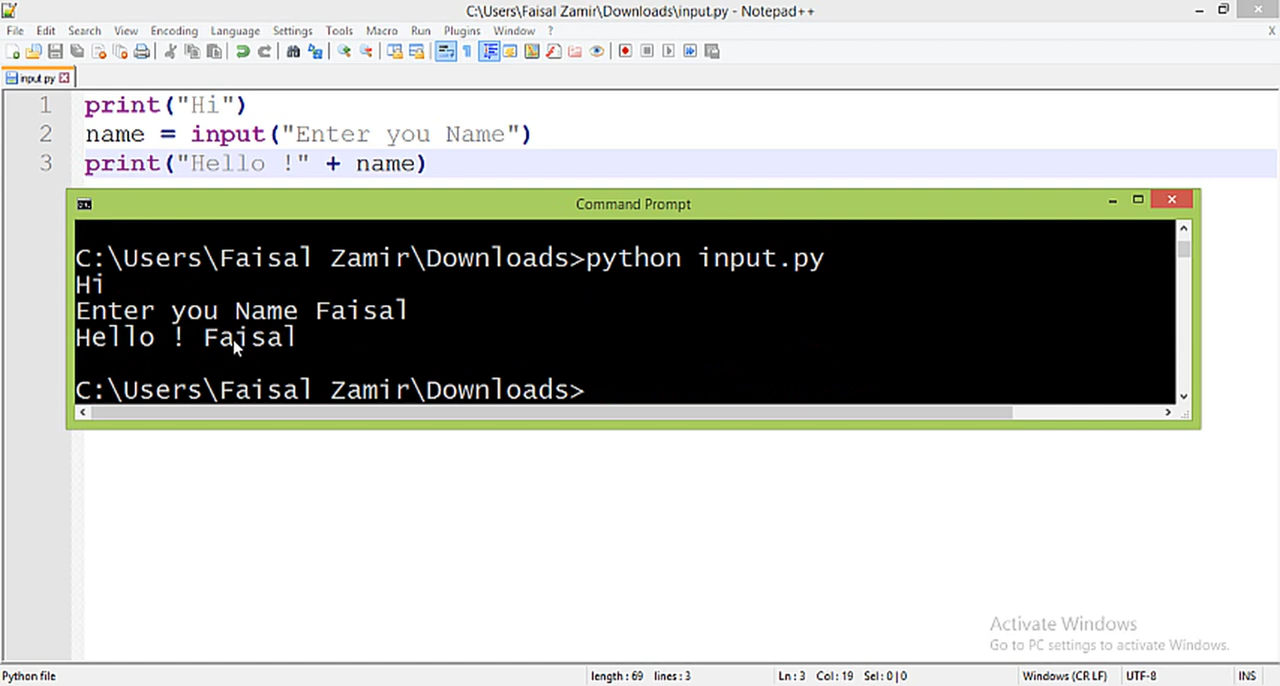 C:\Users\Faisal Zamir\Downloads\input.py - Notepad++
File Edit Search View Encoding Language Settings Tools Macro Run Plugins Window ? X
input.py
1 print("Hi")
2 name = input("Enter you Name")
3 print("Hello !" + name)
Command Prompt
C:\Users\Faisal Zamir\Downloads>python input.py
Hi
Enter you Name Faisal
Hello ! Faisal
C:\Users\Faisal Zamir\Downloads>
Activate Windows
Go to PC settings to activate Windows.
Python file length : 69 lines : 3 Ln : 3 Col : 19 Sel : 0 | 0 Windows (CR LF) UTF-8 INS